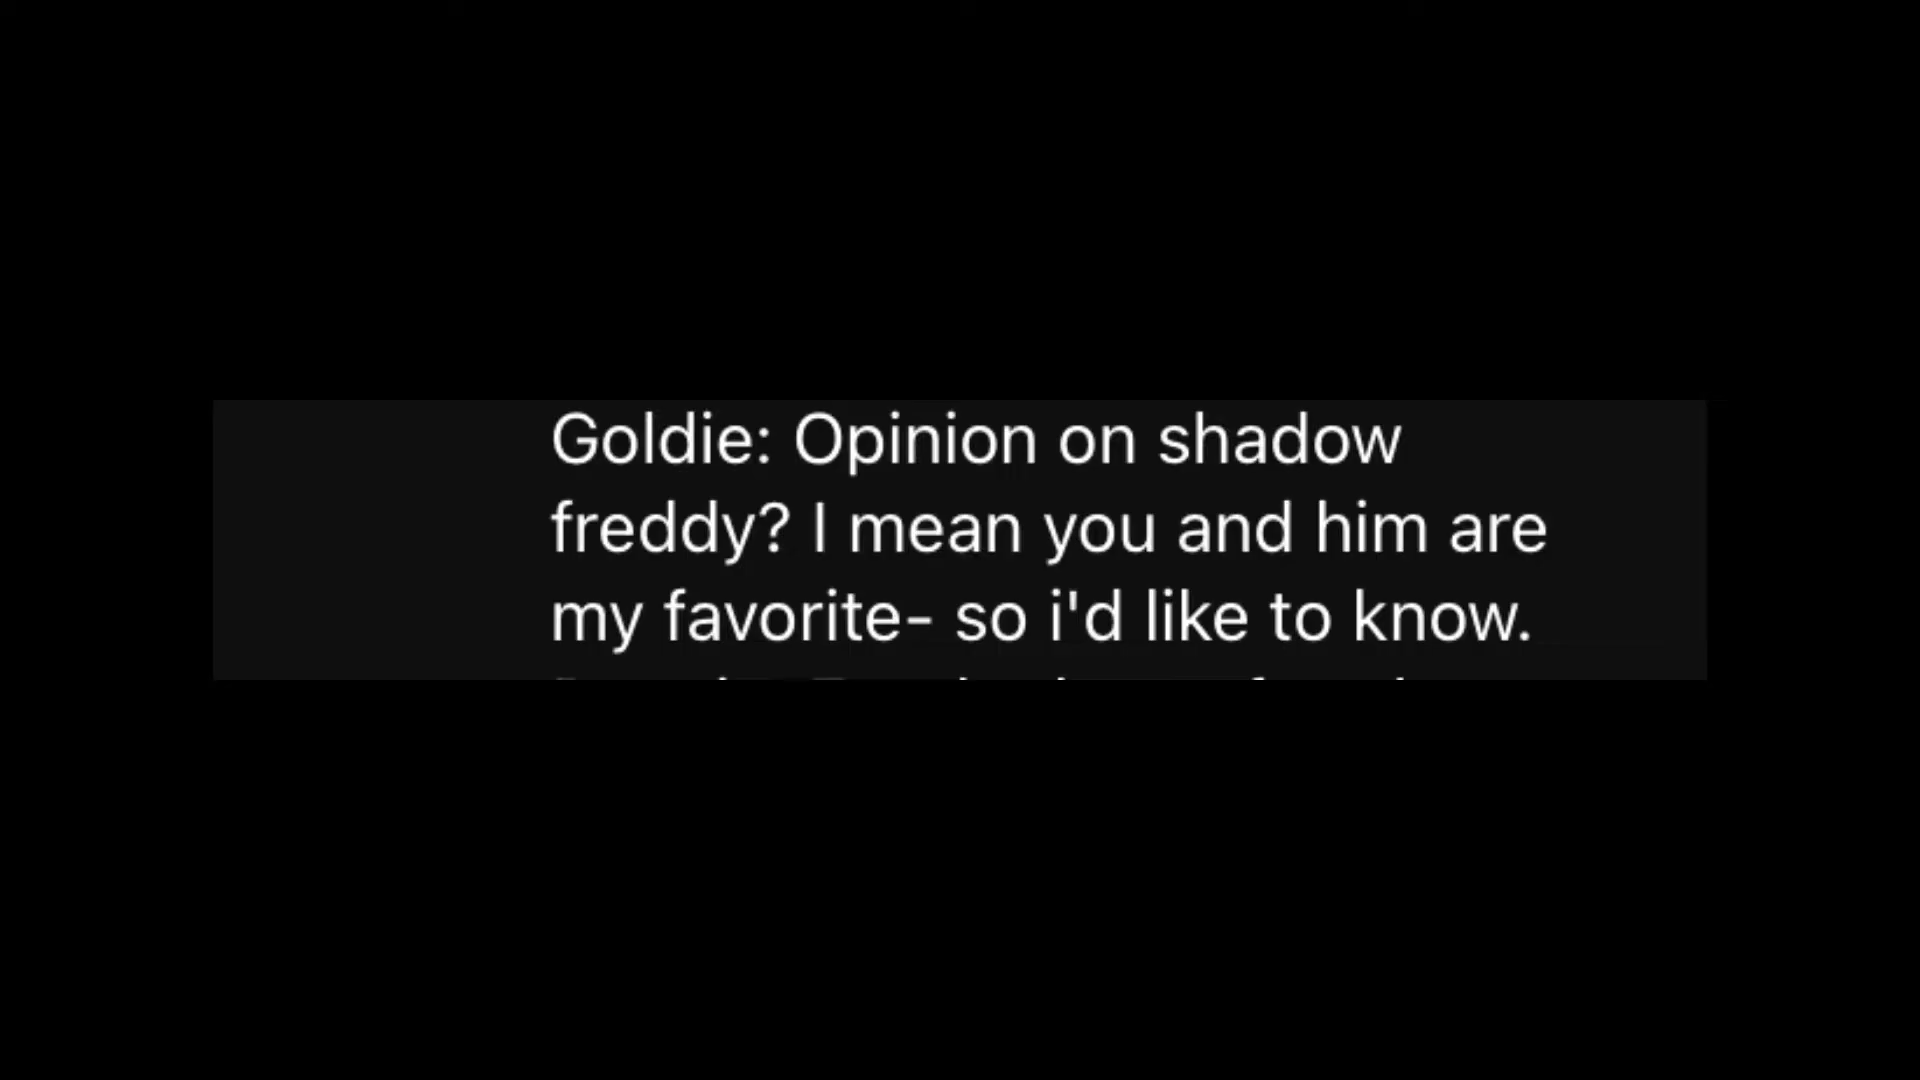 Goldie: Opinion on shadow
freddy? I mean you and him are
my favorite- so i'd like to know.